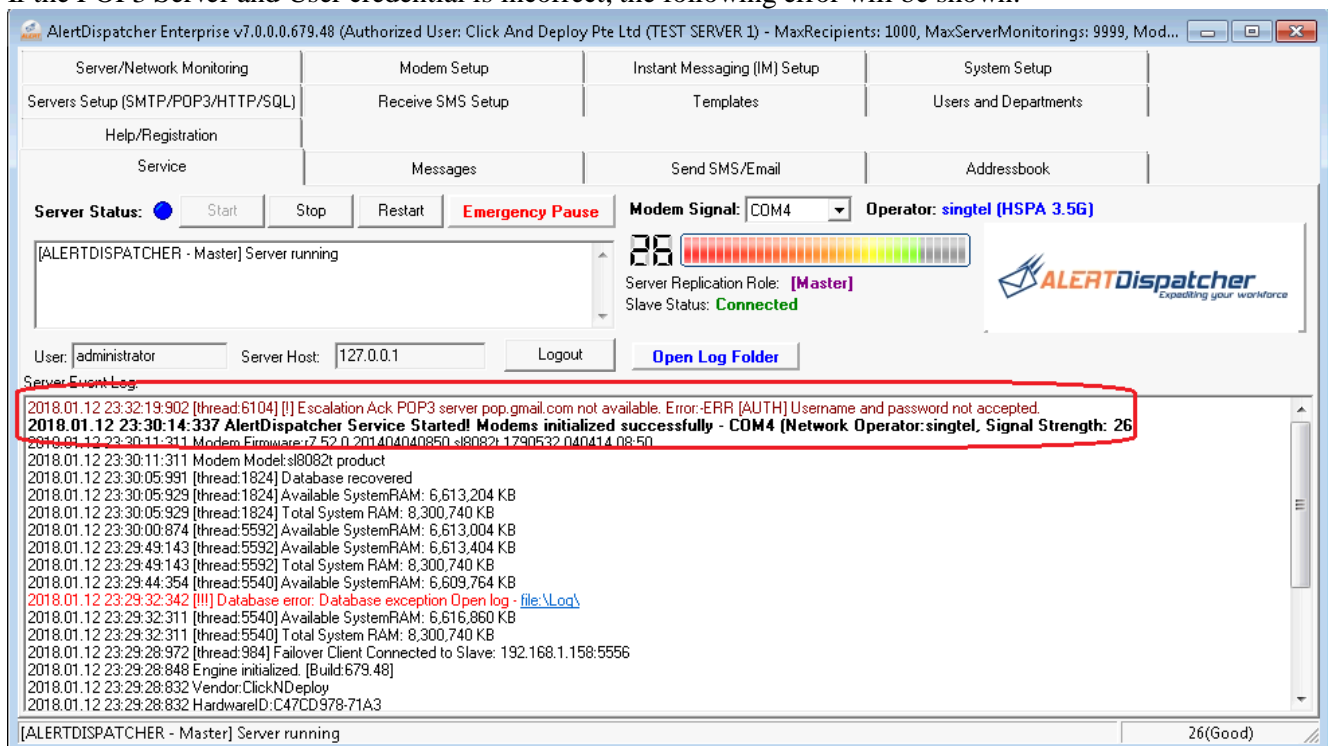 If the POP3 Server and User credential is incorrect, the following error will be shown:
AlertDispatcher Enterprise v7.0.0.0.679.48 (Authorized User: Click And Deploy Pte Ltd (TEST SERVER 1) - MaxRecipients: 1000, MaxServerMonitorings: 9999, Mod...
Server/Network Monitoring Modem Setup Instant Messaging (IM) Setup System Setup
Servers Setup (SMTP/POP3/HTTP/SQL) Receive SMS Setup Templates Users and Departments
Help/Registration
Service Messages Send SMS/Email Addressbook
Server Status: Start Stop Restart Emergency Pause Modem Signal: COM4 Operator: singtel (HSPA 3.5G)
[ALERTDISPATCHER - Master] Server running
26
Server Replication Role: [Master]
Slave Status: Connected
ALERTDispatcher
Expediting your workforce
User: administrator Server Host: 127.0.0.1 Logout Open Log Folder
Server Event Log:
2018.01.12 23:32:19:902 [thread:6104] [!] Escalation Ack POP3 server pop.gmail.com not available. Error:-ERR [AUTH] Username and password not accepted.
2018.01.12 23:30:14:337 AlertDispatcher Service Started! Modems initialized successfully - COM4 (Network Operator:singtel, Signal Strength: 26
2018.01.12 23:30:11:311 Modem Firmware:r7.52.0.201404040850.sl8082t.1790532.040414.08:50
2018.01.12 23:30:11:311 Modem Model:sl8082t product
2018.01.12 23:30:05:991 [thread:1824] Database recovered
2018.01.12 23:30:05:929 [thread:1824] Available SystemRAM: 6,613,204 KB
2018.01.12 23:30:05:929 [thread:1824] Total System RAM: 8,300,740 KB
2018.01.12 23:30:00:874 [thread:5592] Available SystemRAM: 6,613,004 KB
2018.01.12 23:29:49:143 [thread:5592] Available SystemRAM: 6,613,404 KB
2018.01.12 23:29:49:143 [thread:5592] Total System RAM: 8,300,740 KB
2018.01.12 23:29:44:354 [thread:5540] Available SystemRAM: 6,609,764 KB
2018.01.12 23:29:32:342 [!!!] Database error: Database exception Open log - file:\Log\
2018.01.12 23:29:32:311 [thread:5540] Available SystemRAM: 6,616,860 KB
2018.01.12 23:29:32:311 [thread:5540] Total System RAM: 8,300,740 KB
2018.01.12 23:29:28:972 [thread:984] Failover Client Connected to Slave: 192.168.1.158:5556
2018.01.12 23:29:28:848 Engine initialized. [Build:679.48]
2018.01.12 23:29:28:832 Vendor:ClickNDeploy
2018.01.12 23:29:28:832 HardwareID:C47CD978-71A3
[ALERTDISPATCHER - Master] Server running 26(Good)